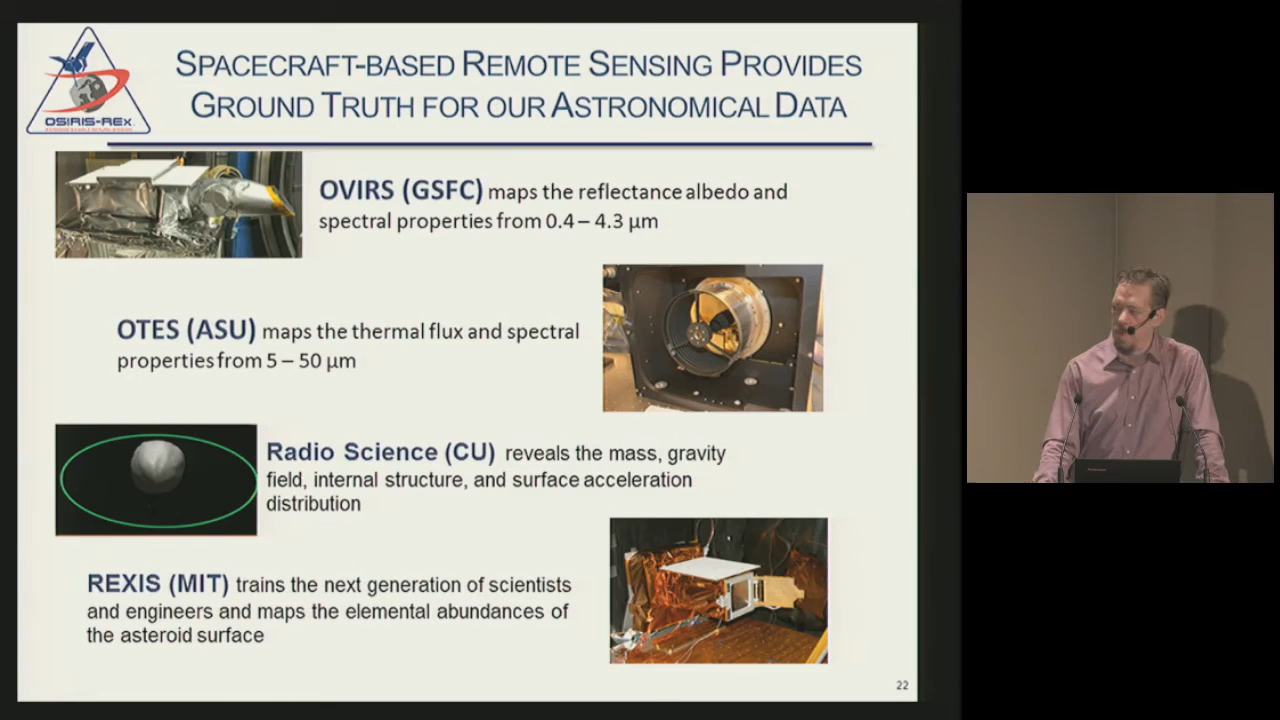 SPACECRAFT-BASED REMOTE SENSING PROVIDES
GROUND TRUTH FOR OUR ASTRONOMICAL DATA
OSIRIS-REx
OVIRS (GSFC) maps the reflectance albedo and
spectral properties from 0.4 – 4.3 μm
OTES (ASU) maps the thermal flux and spectral
properties from 5 – 50 μm
Radio Science (CU) reveals the mass, gravity
field, internal structure, and surface acceleration
distribution
REXIS (MIT) trains the next generation of scientists
and engineers and maps the elemental abundances of
the asteroid surface
22